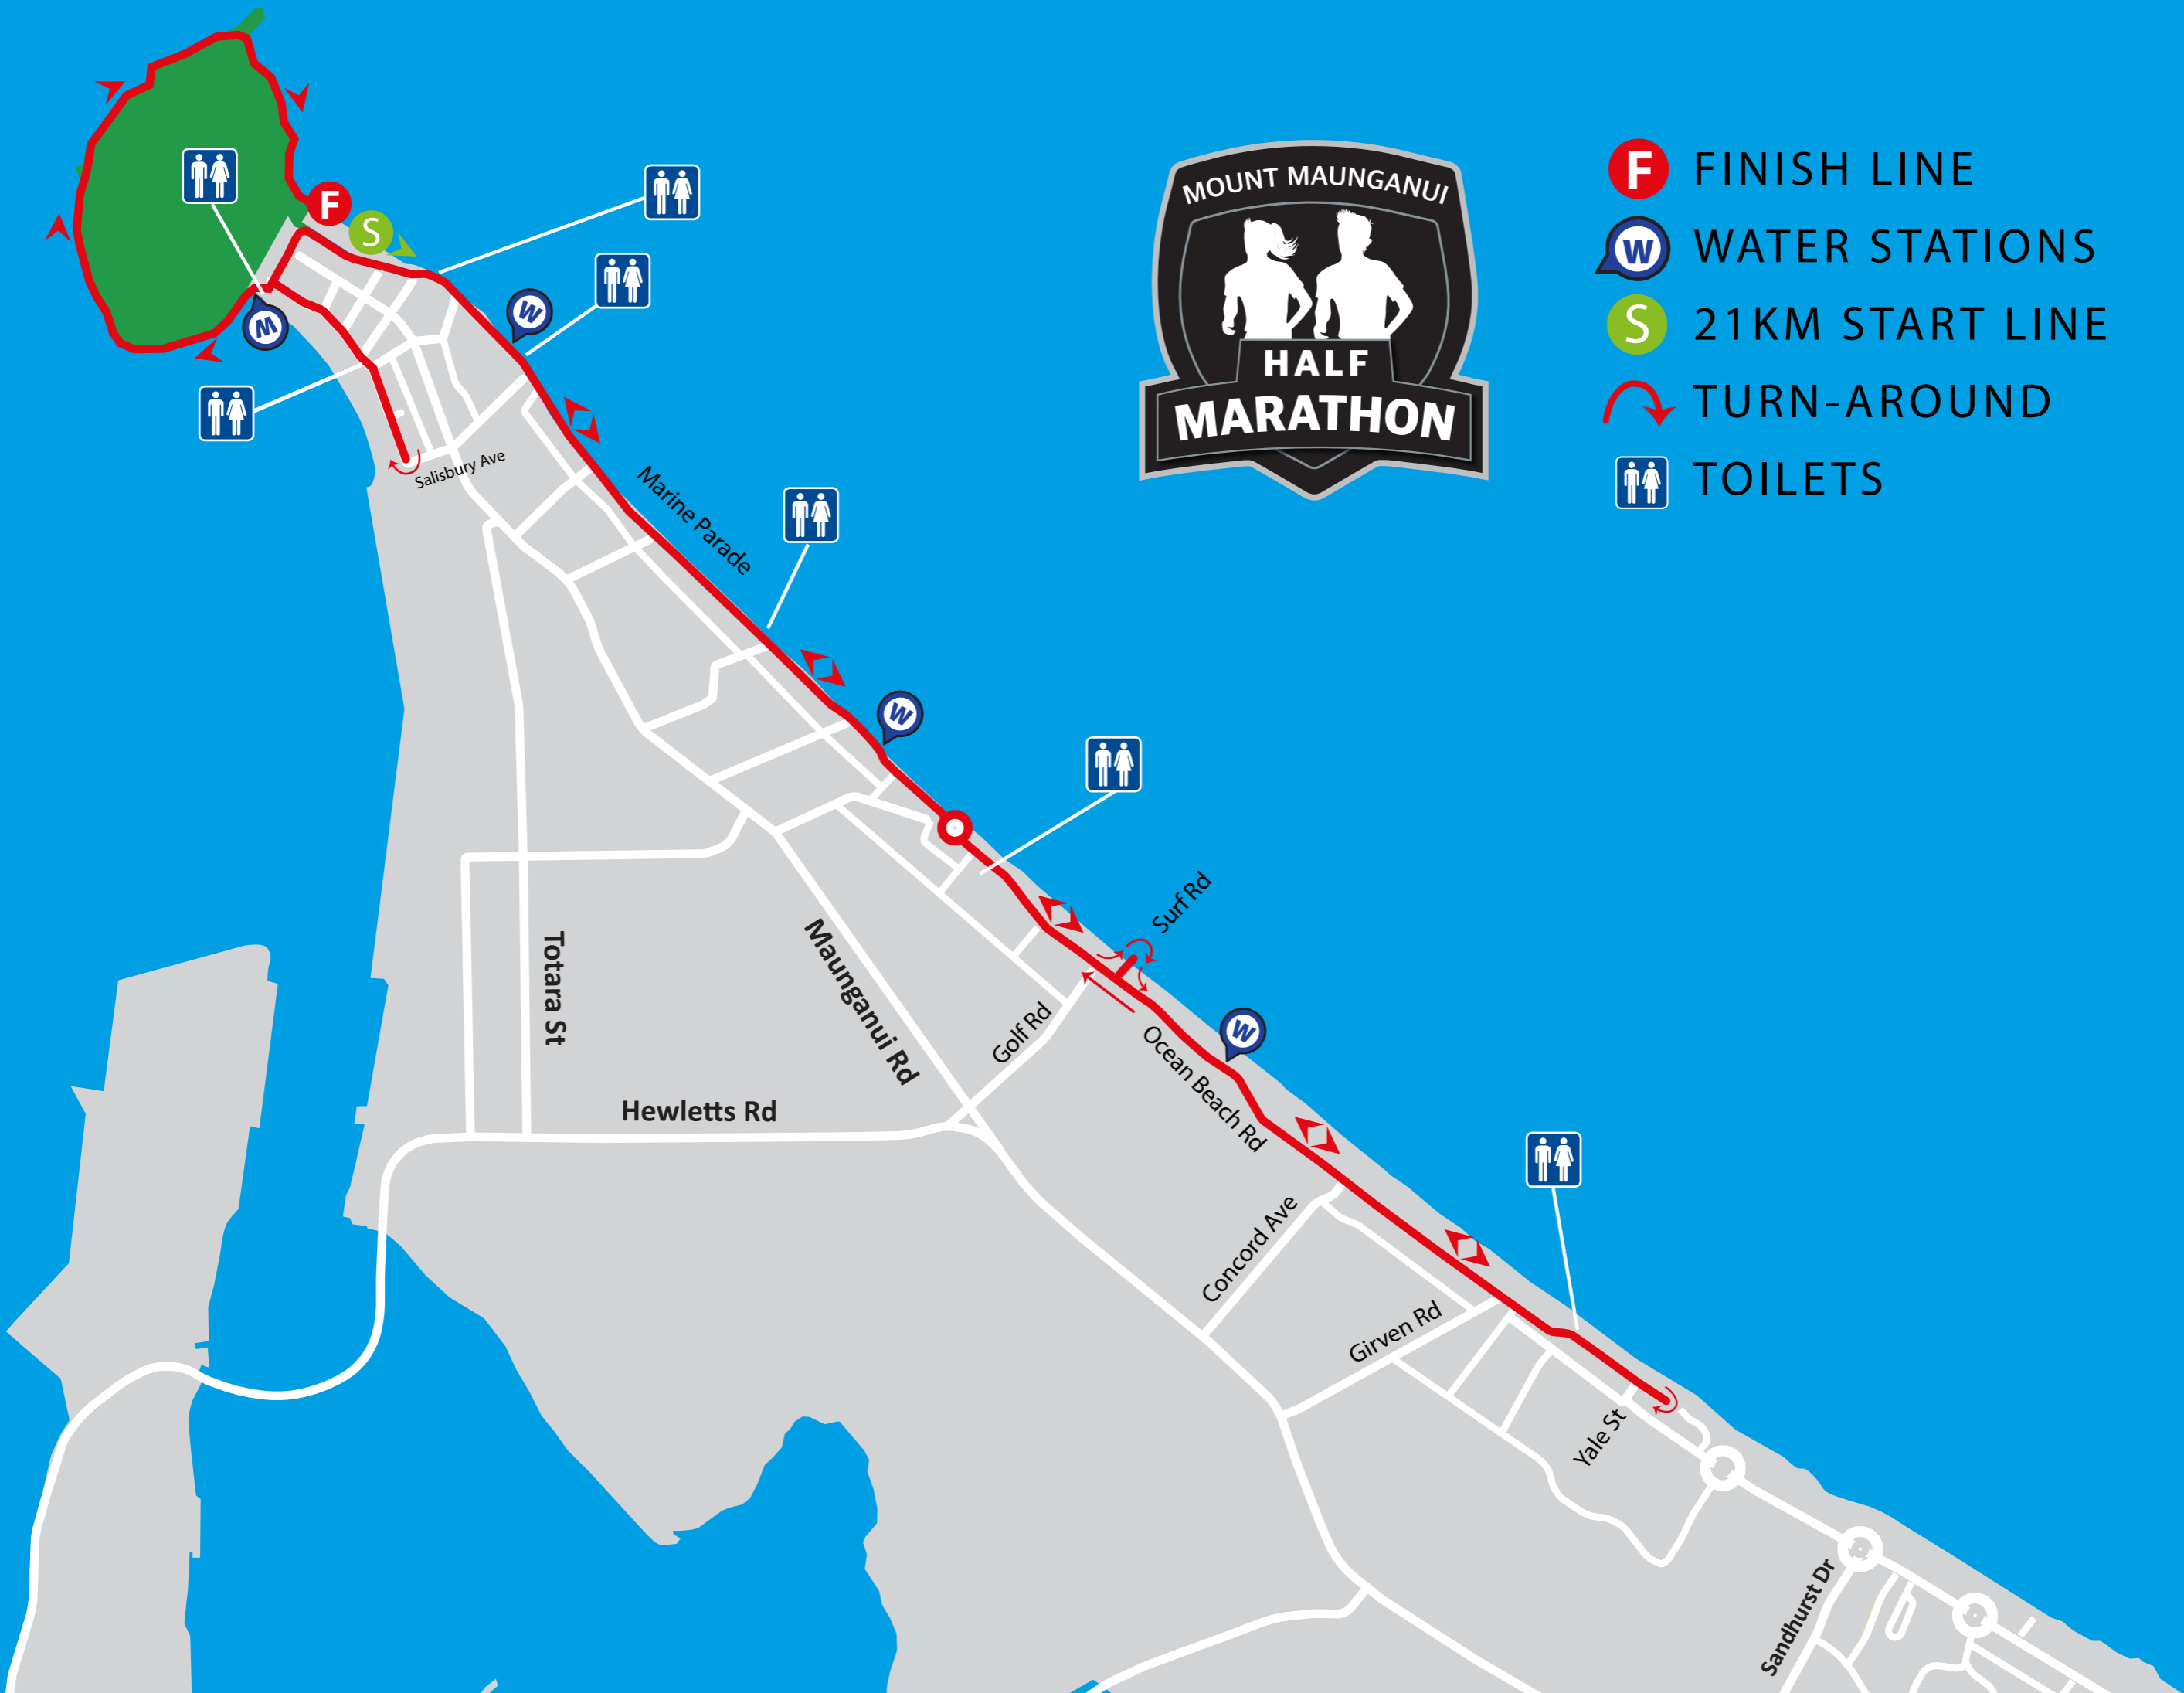 MOUNT MAUNGANUI
HALF
MARATHON
F FINISH LINE
W WATER STATIONS
S 21KM START LINE
TURN-AROUND
TOILETS
F
S
W
W
Salisbury Ave
Marine Parade
W
Surf Rd
Totara St
Maunganui Rd
Golf Rd
W
Ocean Beach Rd
Hewletts Rd
Concord Ave
Girven Rd
Yale St
Sandhurst Dr